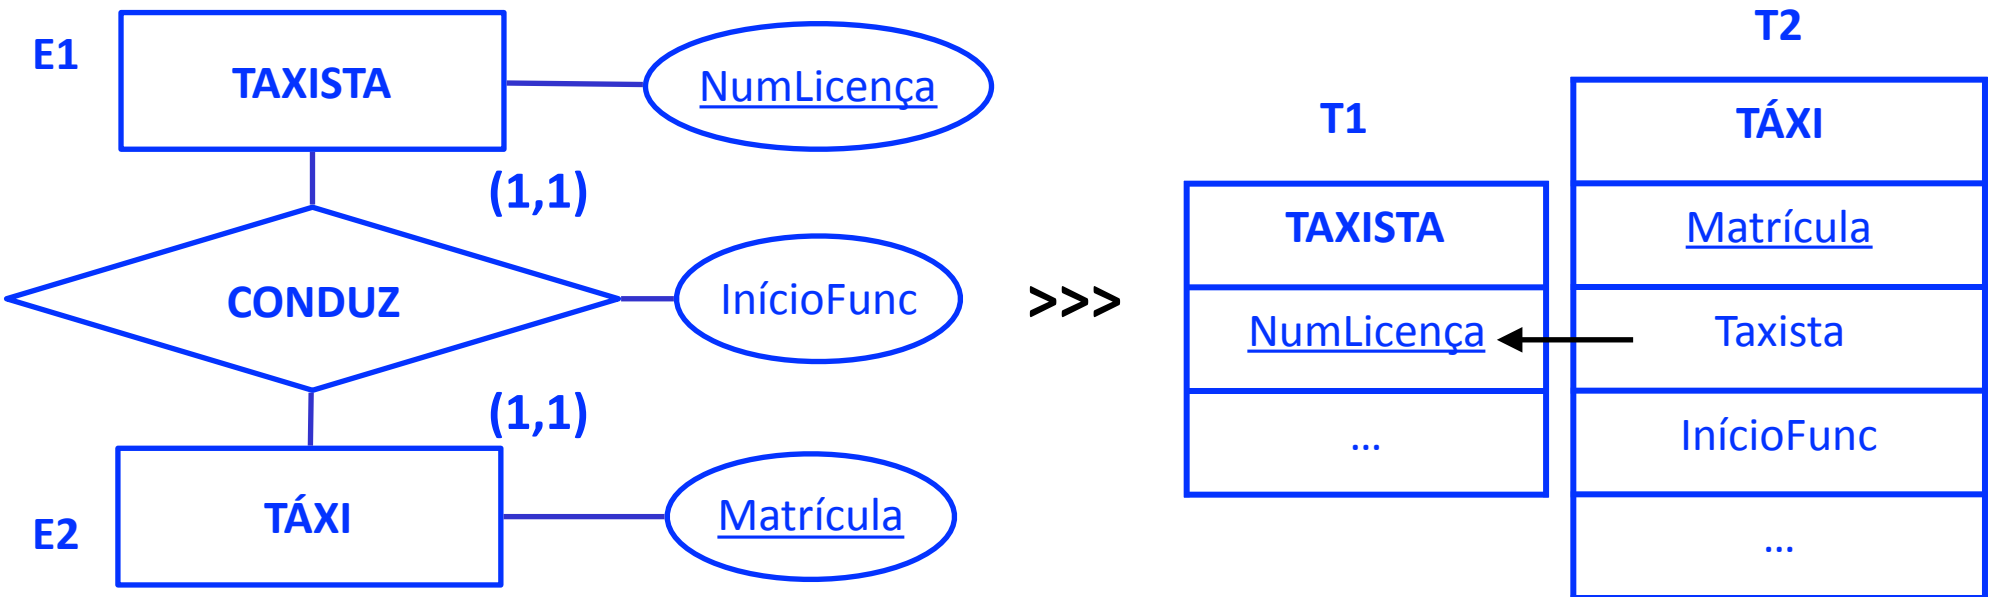 E1
TAXISTA
NumLicença
(1,1)
CONDUZ
InícioFunc
(1,1)
E2
TÁXI
Matrícula
>>>
T1
TAXISTA
NumLicença
...
T2
TÁXI
Matrícula
Taxista
InícioFunc
...